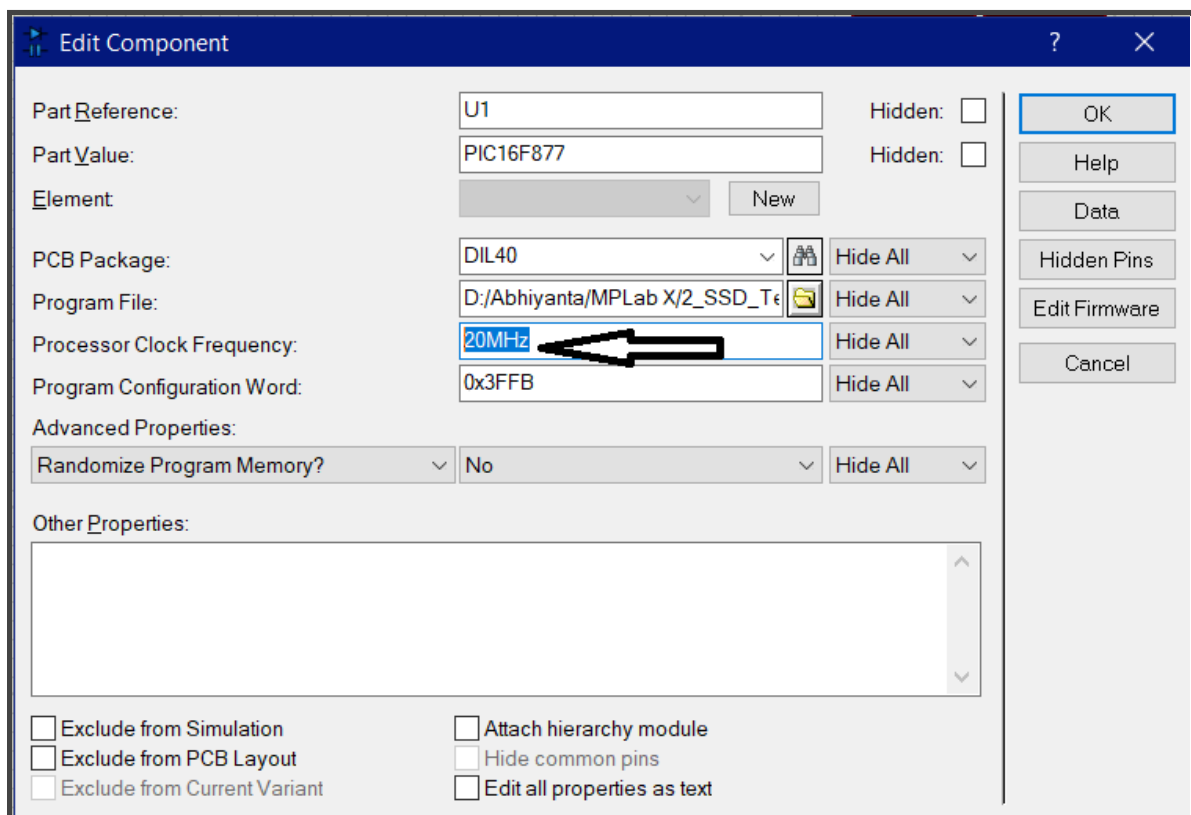 Edit Component ? ✕
Part Reference: U1 Hidden: OK
Part Value: PIC16F877 Hidden: Help
Element: New Data
PCB Package: DIL40 Hide All Hidden Pins
Program File: D:/Abhiyanta/MPLab X/2_SSD_Te Hide All Edit Firmware
Processor Clock Frequency: 20MHz Hide All
Program Configuration Word: 0x3FFB Hide All Cancel
Advanced Properties:
Randomize Program Memory? No Hide All
Other Properties:
Exclude from Simulation Attach hierarchy module
Exclude from PCB Layout Hide common pins
Exclude from Current Variant Edit all properties as text